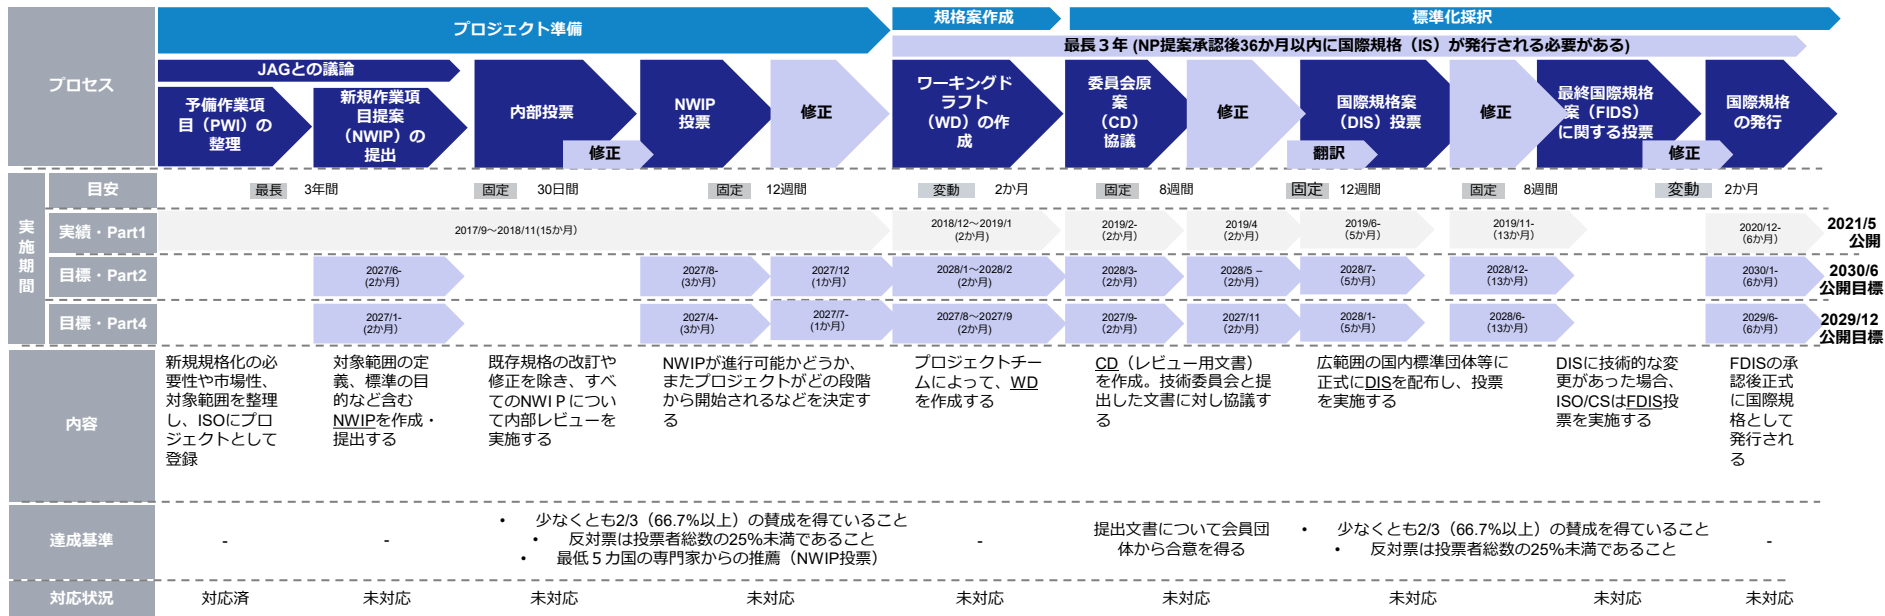 プロセス
プロジェクト準備
規格案作成
標準化採択
最長３年 (NP提案承認後36か月以内に国際規格（IS）が発行される必要がある)
JAGとの議論
予備作業項
目（PWI）の
整理
新規作業項
目提案
（NWIP）の
提出
内部投票
修正
NWIP
投票
修正
ワーキングド
ラフト
（WD）の作
成
委員会原
案
（CD）
協議
修正
国際規格案
（DIS）投票
翻訳
修正
最終国際規格
案（FIDS）
に関する投票
修正
国際規格
の発行
実施期間
目安
最長 3年間
固定 30日間
固定 12週間
変動 2か月
固定 8週間
固定 12週間
固定 8週間
変動 2か月
実績・Part1
2017/9～2018/11(15か月)
2018/12～2019/1
(2か月)
2019/2-
（2か月）
2019/4
(2か月)
2019/6-
(5か月)
2019/11-
(13か月)
2020/12-
(6か月)
2021/5
公開
目標・Part2
2027/6-
(2か月)
2027/8-
(3か月)
2027/12
(1か月)
2028/1～2028/2
(2か月)
2028/3-
（2か月）
2028/5 –
(2か月)
2028/7-
(5か月)
2028/12-
(13か月)
2030/1-
(6か月)
2030/6
公開目標
目標・Part4
2027/1-
(2か月)
2027/4-
(3か月)
2027/7-
(1か月)
2027/8～2027/9
(2か月)
2027/9-
（2か月）
2027/11
(2か月)
2028/1-
(5か月)
2028/6-
(13か月)
2029/6-
(6か月)
2029/12
公開目標
内容
新規規格化の必
要性や市場性、
対象範囲を整理
し、ISOにプロ
ジェクトとして
登録
対象範囲の定
義、標準の目
的など含む
NWIPを作成・
提出する
既存規格の改訂や
修正を除き、すべ
てのNWIＰについ
て内部レビューを
実施する
NWIPが進行可能かどうか、
またプロジェクトがどの段階
から開始されるなどを決定す
る
プロジェクトチー
ムによって、WD
を作成する
CD（レビュー用文書）
を作成。技術委員会と提
出した文書に対し協議す
る
広範囲の国内標準団体等に
正式にDISを配布し、投票
を実施する
DISに技術的な変
更があった場合、
ISO/CSはFDIS投
票を実施する
FDISの承
認後正式
に国際規
格として
発行され
る
達成基準
-
-
• 少なくとも2/3（66.7%以上）の賛成を得ていること
• 反対票は投票者総数の25%未満であること
• 最低５カ国の専門家からの推薦（NWIP投票）
-
提出文書について会員団
体から合意を得る
• 少なくとも2/3（66.7%以上）の賛成を得ていること
• 反対票は投票者総数の25%未満であること
-
対応状況
対応済
未対応
未対応
未対応
未対応
未対応
未対応
未対応
未対応